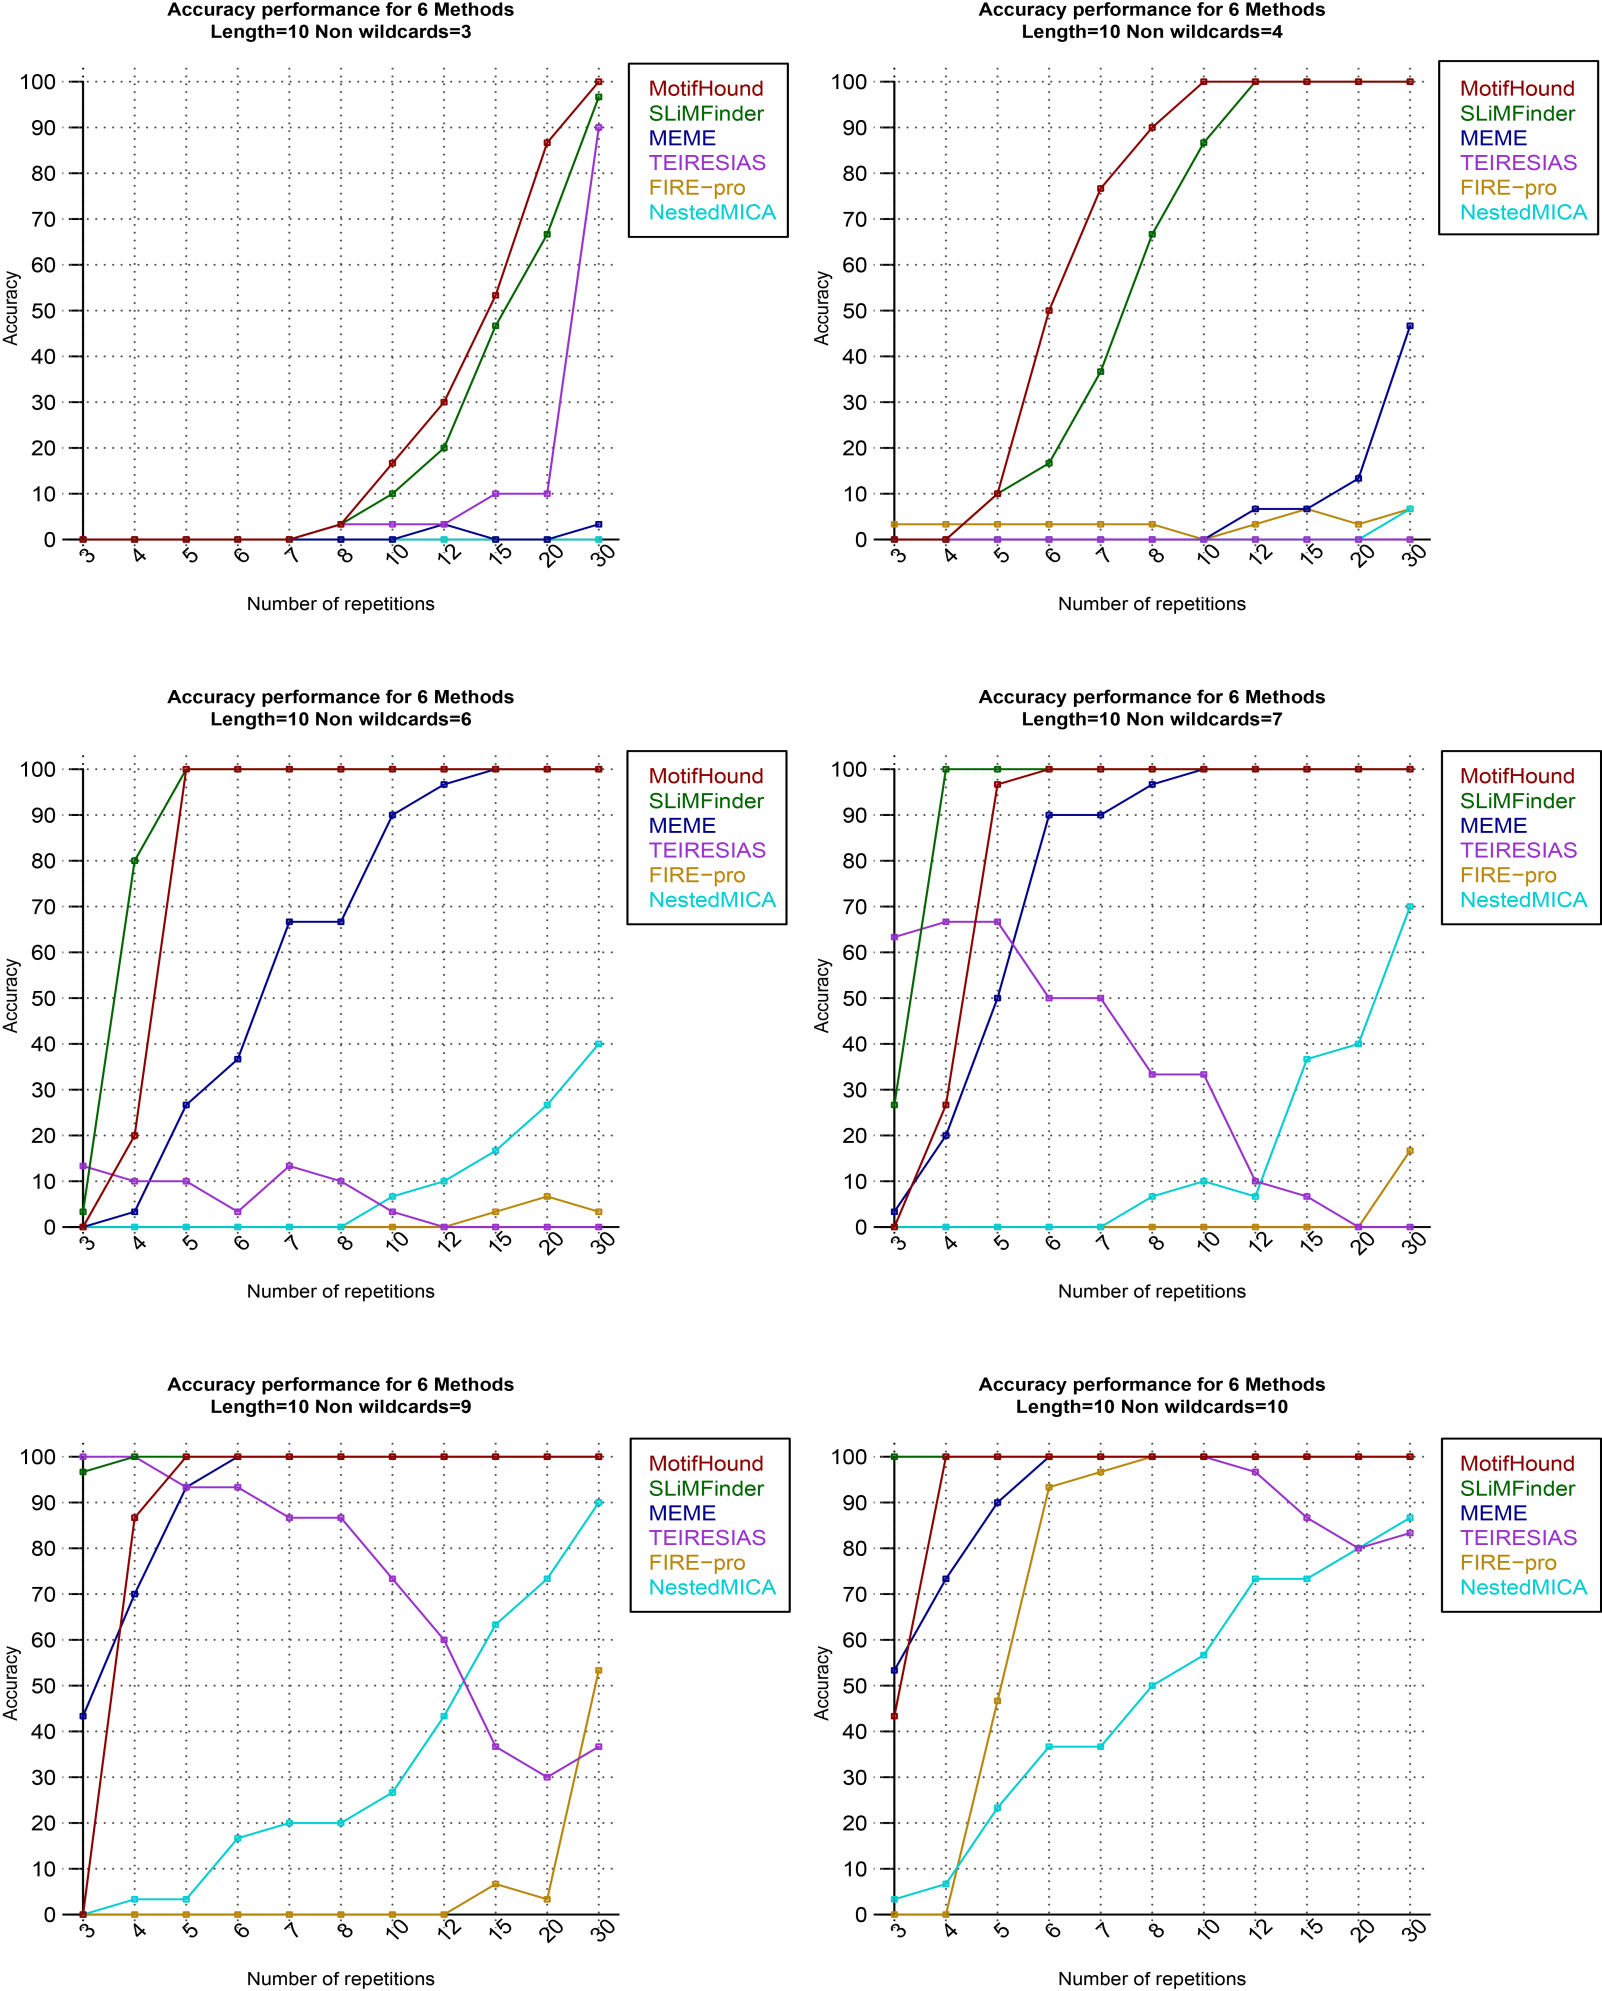 Accuracy performance for 6 Methods
Length=10 Non wildcards=3
100
90
80
70
60
50
40
30
20
10
0
Accuracy
3 4 5 6 7 8 10 12 15 20 30
Number of repetitions
MotifHound
SLiMFinder
MEME
TEIRESIAS
FIRE−pro
NestedMICA
Accuracy performance for 6 Methods
Length=10 Non wildcards=4
100
90
80
70
60
50
40
30
20
10
0
Accuracy
3 4 5 6 7 8 10 12 15 20 30
Number of repetitions
MotifHound
SLiMFinder
MEME
TEIRESIAS
FIRE−pro
NestedMICA
Accuracy performance for 6 Methods
Length=10 Non wildcards=6
100
90
80
70
60
50
40
30
20
10
0
Accuracy
3 4 5 6 7 8 10 12 15 20 30
Number of repetitions
MotifHound
SLiMFinder
MEME
TEIRESIAS
FIRE−pro
NestedMICA
Accuracy performance for 6 Methods
Length=10 Non wildcards=7
100
90
80
70
60
50
40
30
20
10
0
Accuracy
3 4 5 6 7 8 10 12 15 20 30
Number of repetitions
MotifHound
SLiMFinder
MEME
TEIRESIAS
FIRE−pro
NestedMICA
Accuracy performance for 6 Methods
Length=10 Non wildcards=9
100
90
80
70
60
50
40
30
20
10
0
Accuracy
3 4 5 6 7 8 10 12 15 20 30
Number of repetitions
MotifHound
SLiMFinder
MEME
TEIRESIAS
FIRE−pro
NestedMICA
Accuracy performance for 6 Methods
Length=10 Non wildcards=10
100
90
80
70
60
50
40
30
20
10
0
Accuracy
3 4 5 6 7 8 10 12 15 20 30
Number of repetitions
MotifHound
SLiMFinder
MEME
TEIRESIAS
FIRE−pro
NestedMICA